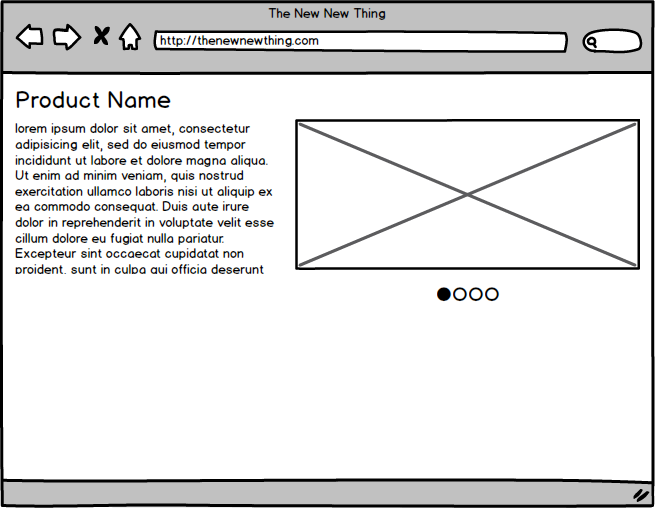 The New New Thing
http://thenewnewthing.com
Product Name
lorem ipsum dolor sit amet, consectetur
adipisicing elit, sed do eiusmod tempor
incididunt ut labore et dolore magna aliqua.
Ut enim ad minim veniam, quis nostrud
exercitation ullamco laboris nisi ut aliquip ex
ea commodo consequat. Duis aute irure
dolor in reprehenderit in voluptate velit esse
cillum dolore eu fugiat nulla pariatur.
Excepteur sint occaecat cupidatat non
proident, sunt in culpa qui officia deserunt